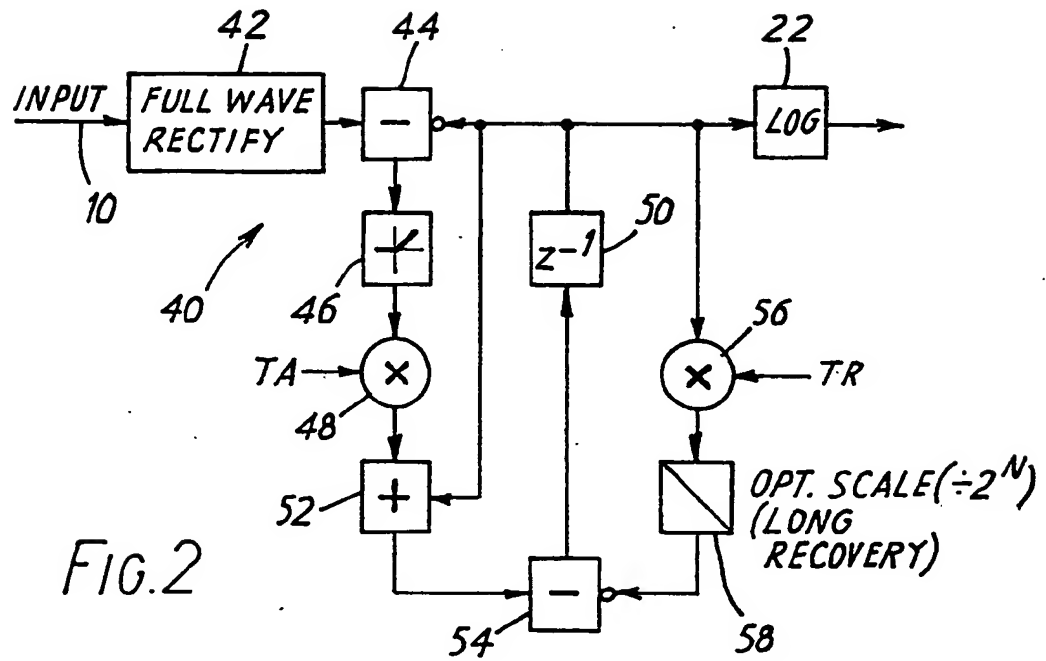 42
44
22
INPUT
FULL WAVE
RECTIFY
−
LOG
10
50
z⁻¹
46
40
56
TA
×
×
TR
48
52
+
OPT. SCALE(÷2ᴺ)
(LONG
RECOVERY)
FIG.2
−
54
58